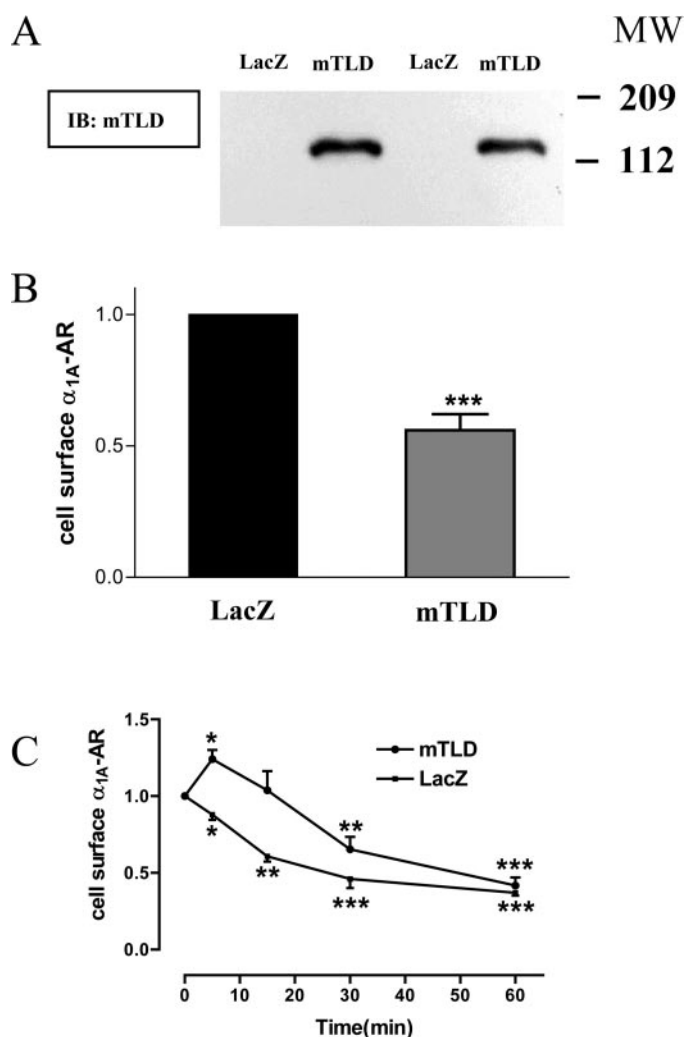 A
MW
LacZ mTLD LacZ mTLD
209
IB: mTLD
112
B
cell surface α1A-AR
1.0
0.5
0.0
***
LacZ
mTLD
C
cell surface α1A-AR
1.5
1.0
0.5
0.0
mTLD
LacZ
*
*
**
**
***
***
***
0 10 20 30 40 50 60
Time(min)